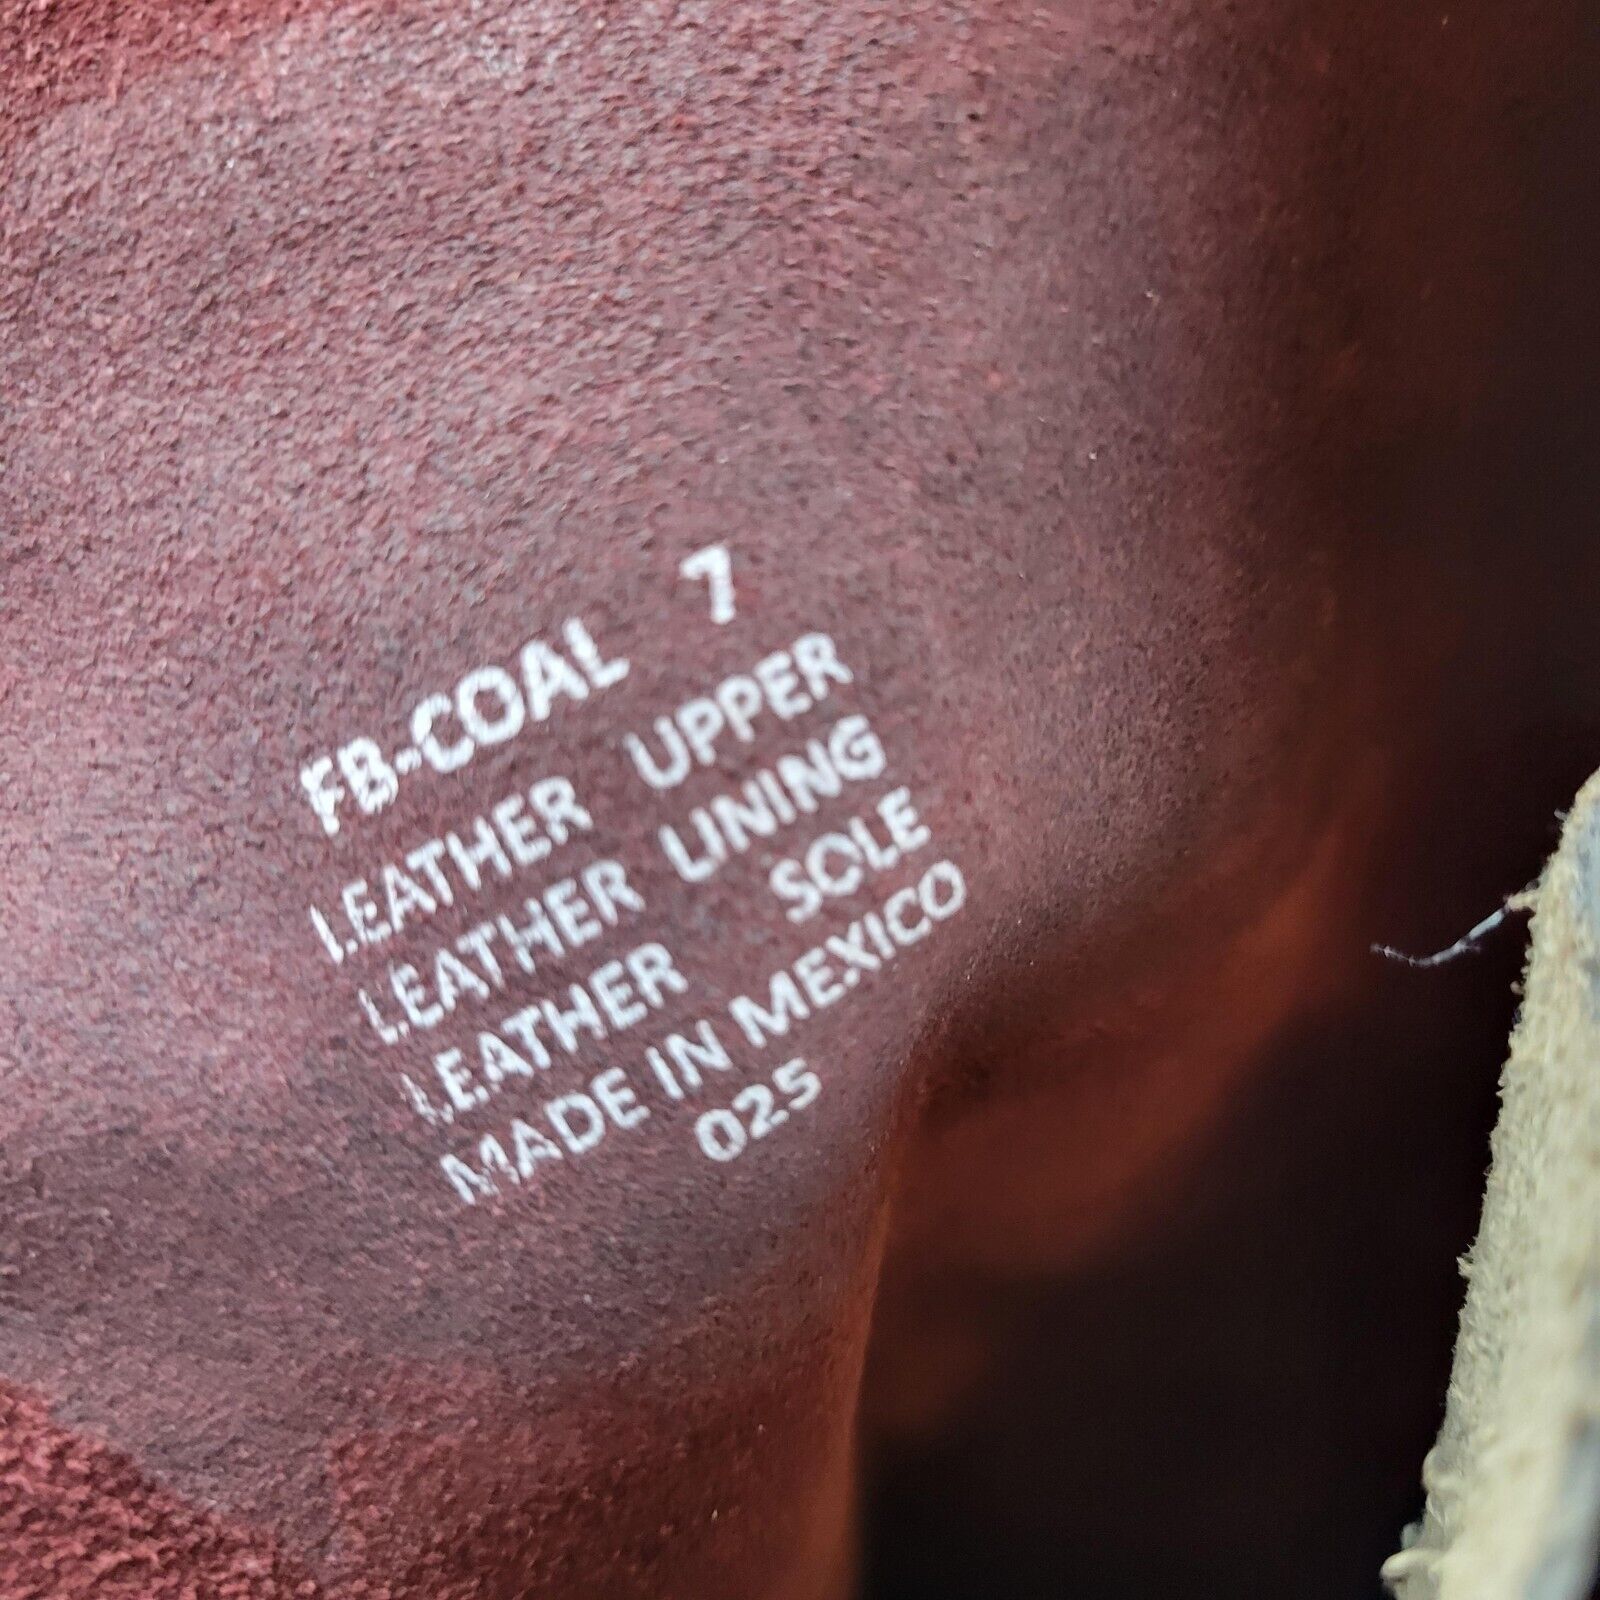 FB-COAL 7
LEATHER UPPER
LEATHER LINING
LEATHER SOLE
MADE IN MEXICO
025